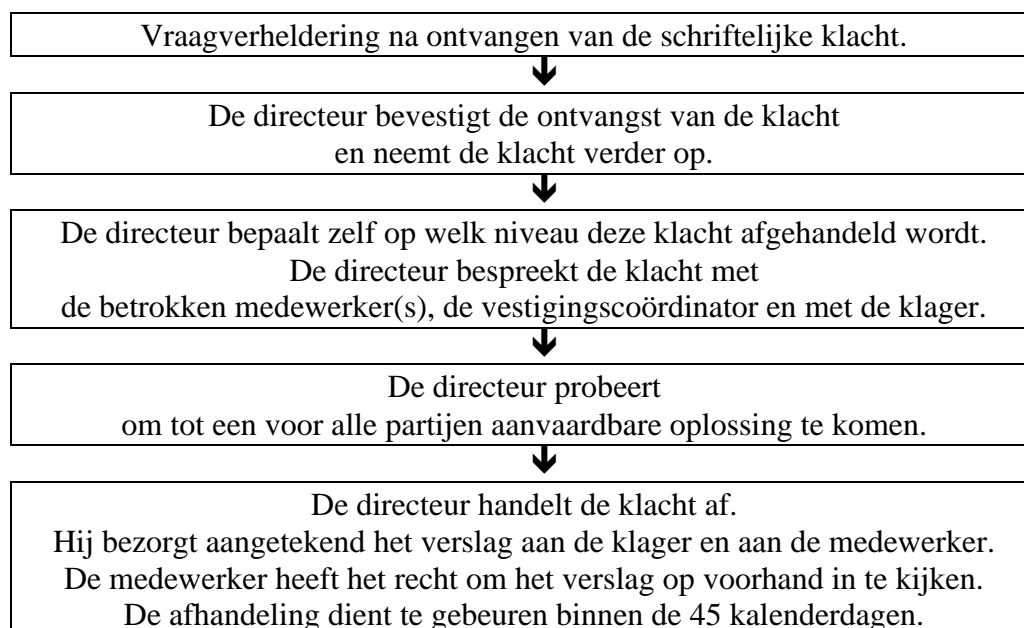 Vraagverheldering na ontvangen van de schriftelijke klacht.
De directeur bevestigt de ontvangst van de klacht
en neemt de klacht verder op.
De directeur bepaalt zelf op welk niveau deze klacht afgehandeld wordt.
De directeur bespreekt de klacht met
de betrokken medewerker(s), de vestigingscoördinator en met de klager.
De directeur probeert
om tot een voor alle partijen aanvaardbare oplossing te komen.
De directeur handelt de klacht af.
Hij bezorgt aangetekend het verslag aan de klager en aan de medewerker.
De medewerker heeft het recht om het verslag op voorhand in te kijken.
De afhandeling dient te gebeuren binnen de 45 kalenderdagen.